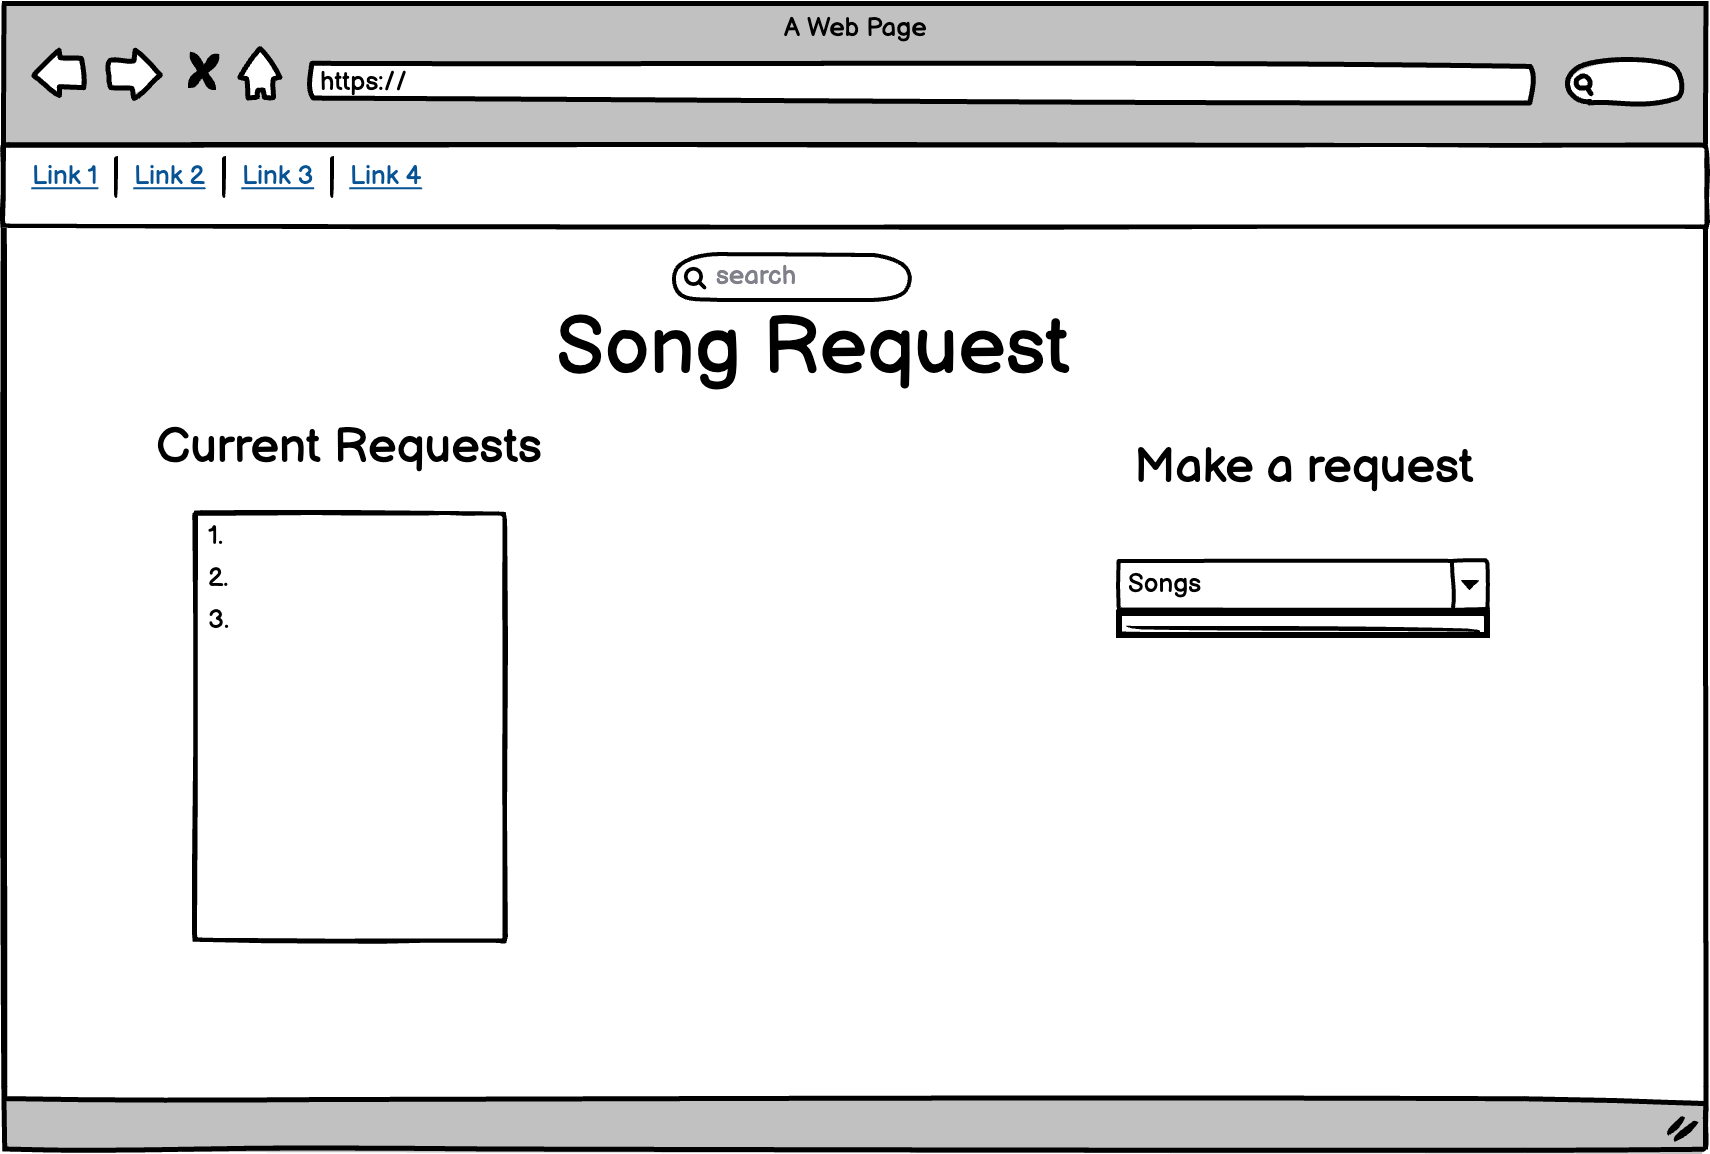 A Web Page
https://
Link 1 Link 2 Link 3 Link 4
search
Song Request
Current Requests
Make a request
1.
2.
3.
Songs